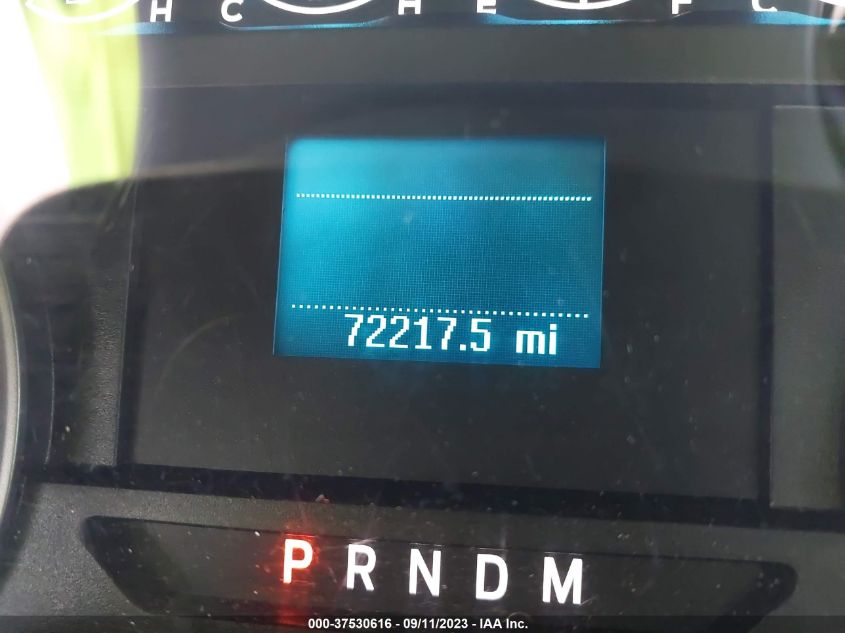 H C H E F C
72217.5 mi
P R N D M
000-37530616 - 09/11/2023 - IAA Inc.